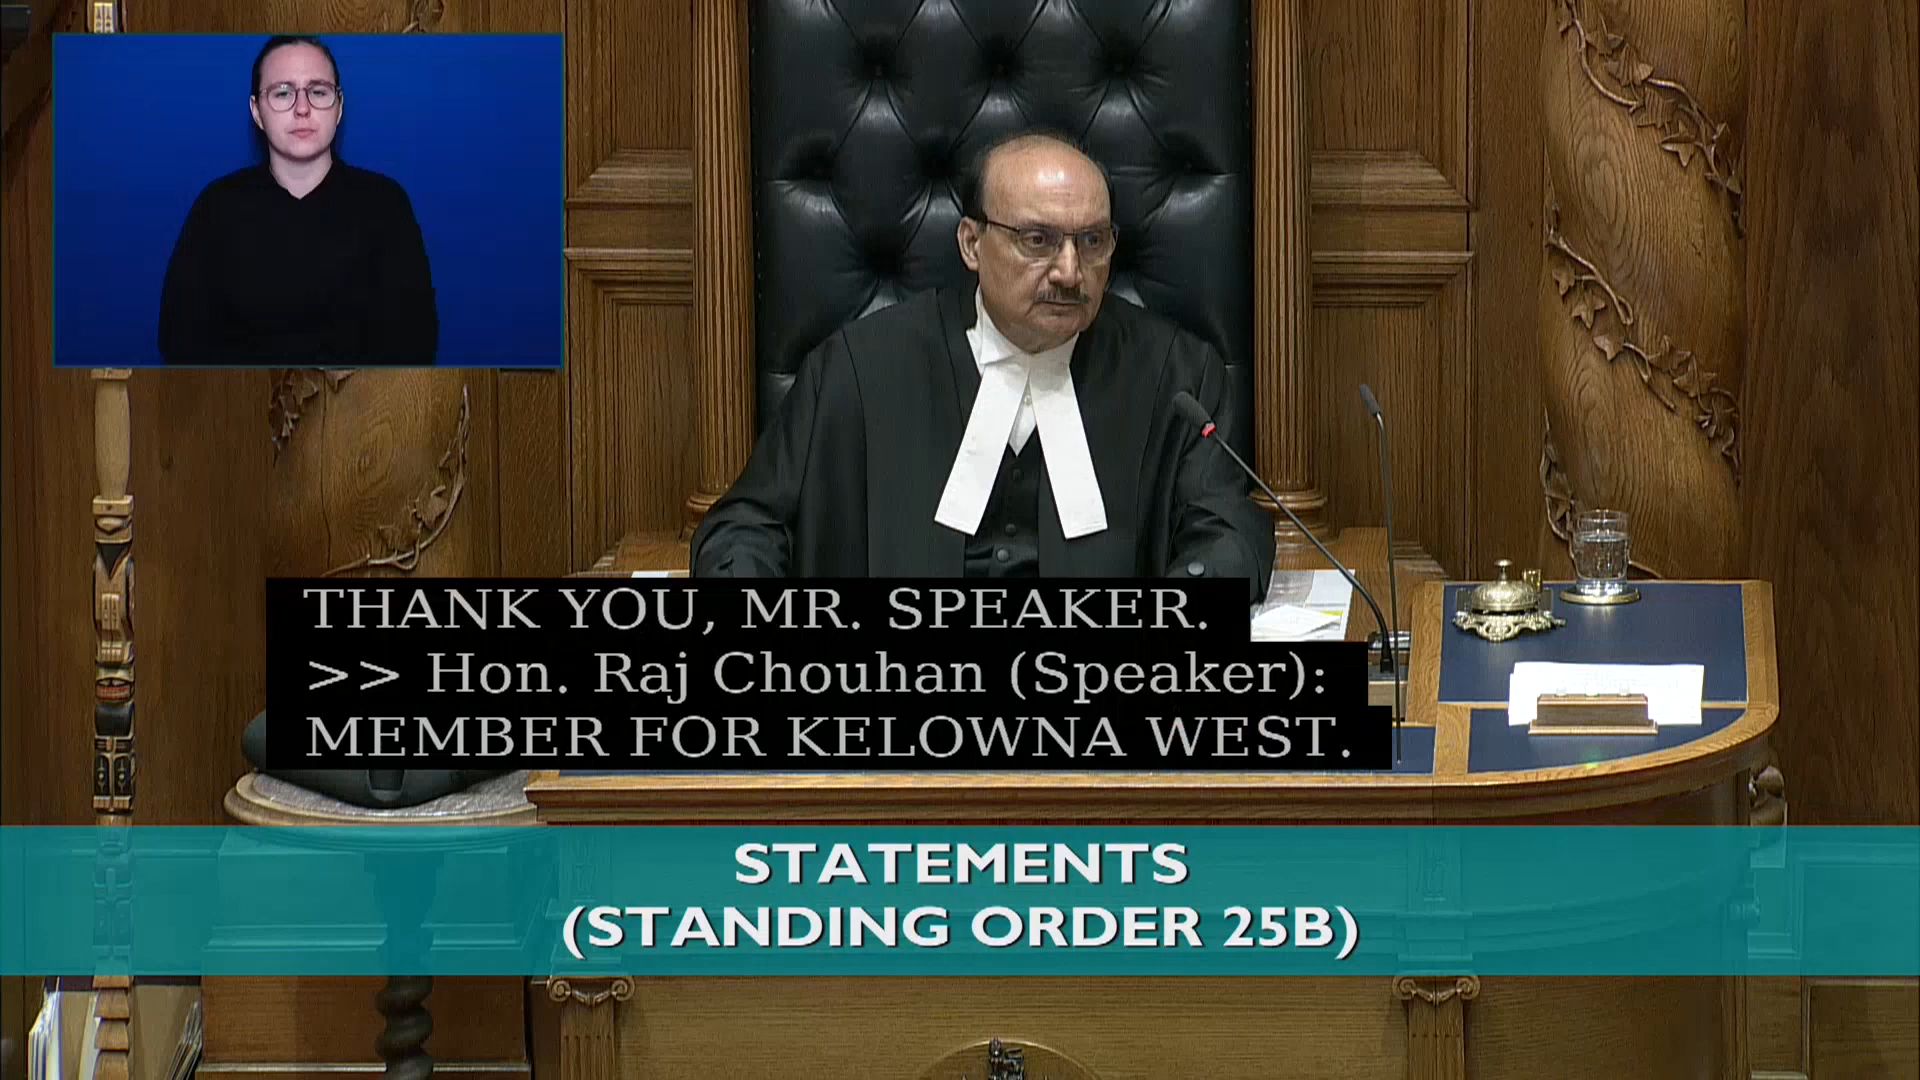 THANK YOU, MR. SPEAKER.
>> Hon. Raj Chouhan (Speaker):
MEMBER FOR KELOWNA WEST.
STATEMENTS
(STANDING ORDER 25B)